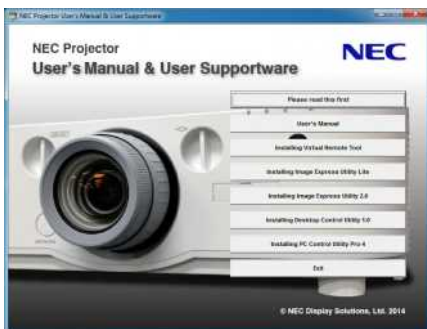 NEC Projector User's Manual & User Supportware
NEC Projector
NEC
User's Manual & User Supportware
Please read this first
User's Manual
Installing Virtual Remote Tool
Installing Image Express Utility Lite
Installing Image Express Utility 2.0
Installing Desktop Control Utility 1.0
Installing PC Control Utility Pro 4
Exit
© NEC Display Solutions, Ltd. 2014